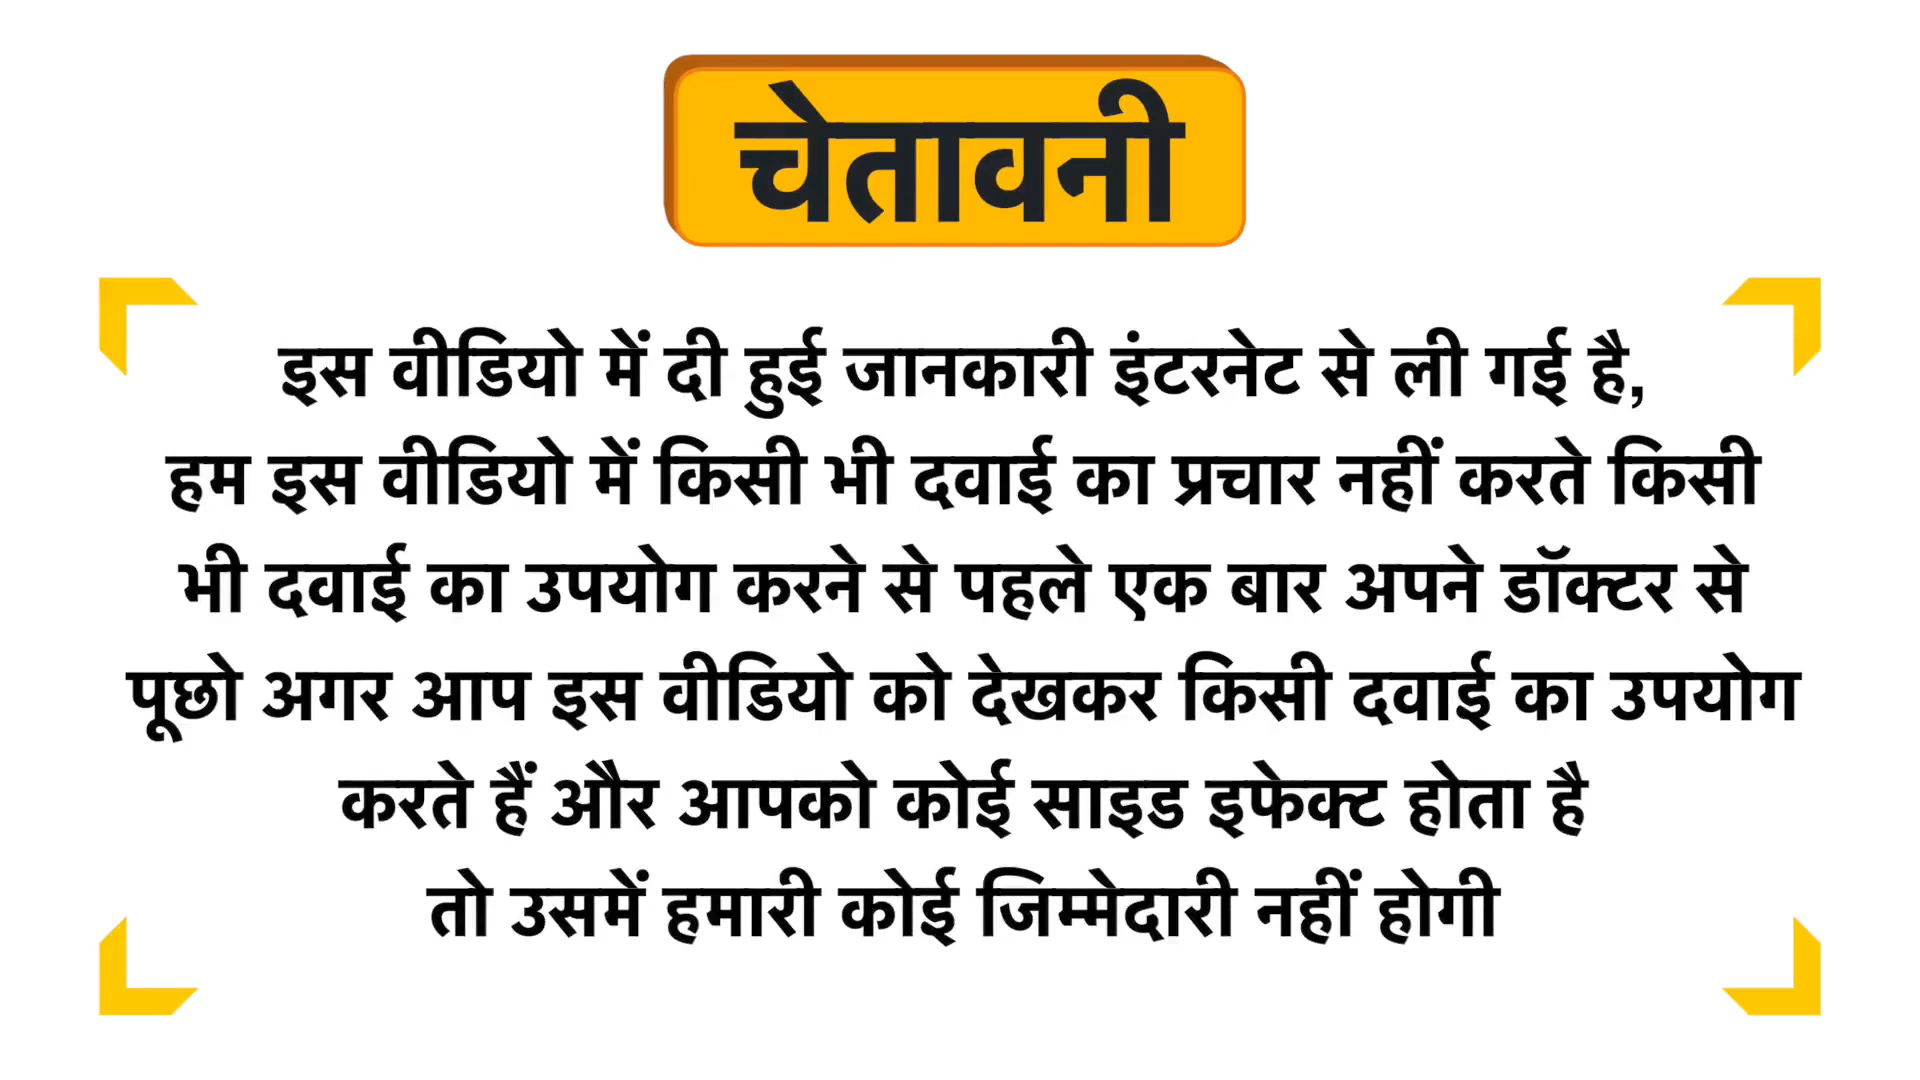 चेतावनी
इस वीडियो में दी हुई जानकारी इंटरनेट से ली गई है,
हम इस वीडियो में किसी भी दवाई का प्रचार नहीं करते किसी
भी दवाई का उपयोग करने से पहले एक बार अपने डॉक्टर से
पूछो अगर आप इस वीडियो को देखकर किसी दवाई का उपयोग
करते हैं और आपको कोई साइड इफेक्ट होता है
तो उसमें हमारी कोई जिम्मेदारी नहीं होगी